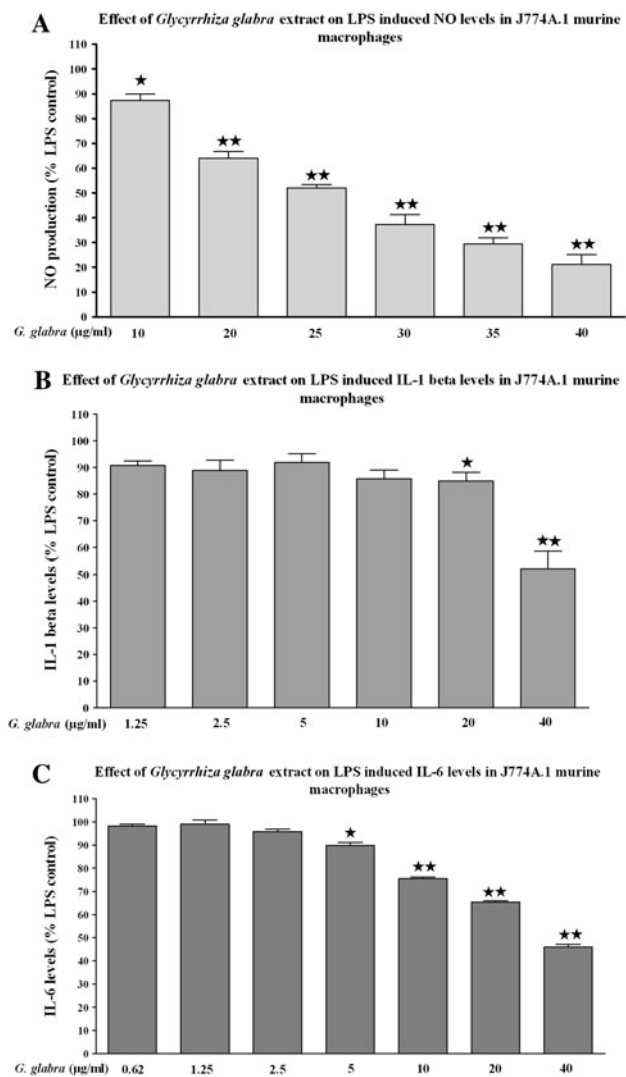 A
Effect of Glycyrrhiza glabra extract on LPS induced NO levels in J774A.1 murine
macrophages
NO production (% LPS control)
110
100
90
80
70
60
50
40
30
20
10
0
★
★★
★★
★★
★★
★★
G. glabra (µg/ml)
10 20 25 30 35 40
B
Effect of Glycyrrhiza glabra extract on LPS induced IL-1 beta levels in J774A.1 murine
macrophages
IL-1 beta levels (% LPS control)
110
100
90
80
70
60
50
40
30
20
10
0
★
★★
G. glabra (µg/ml)
1.25 2.5 5 10 20 40
C
Effect of Glycyrrhiza glabra extract on LPS induced IL-6 levels in J774A.1 murine
macrophages
IL-6 levels (% LPS control)
110
100
90
80
70
60
50
40
30
20
10
0
★
★★
★★
★★
G. glabra (µg/ml)
0.62 1.25 2.5 5 10 20 40